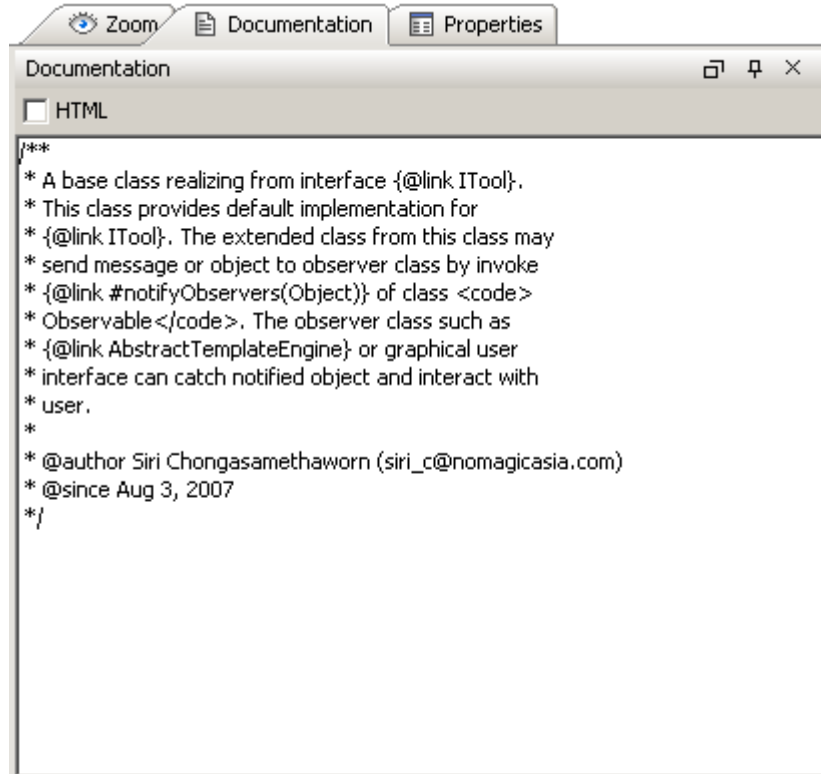 Zoom Documentation Properties
Documentation
HTML
/**
* A base class realizing from interface {@link ITool}.
* This class provides default implementation for
* {@link ITool}. The extended class from this class may
* send message or object to observer class by invoke
* {@link #notifyObservers(Object)} of class <code>
* Observable</code>. The observer class such as
* {@link AbstractTemplateEngine} or graphical user
* interface can catch notified object and interact with
* user.
*
* @author Siri Chongasamethaworn (siri_c@nomagicasia.com)
* @since Aug 3, 2007
*/